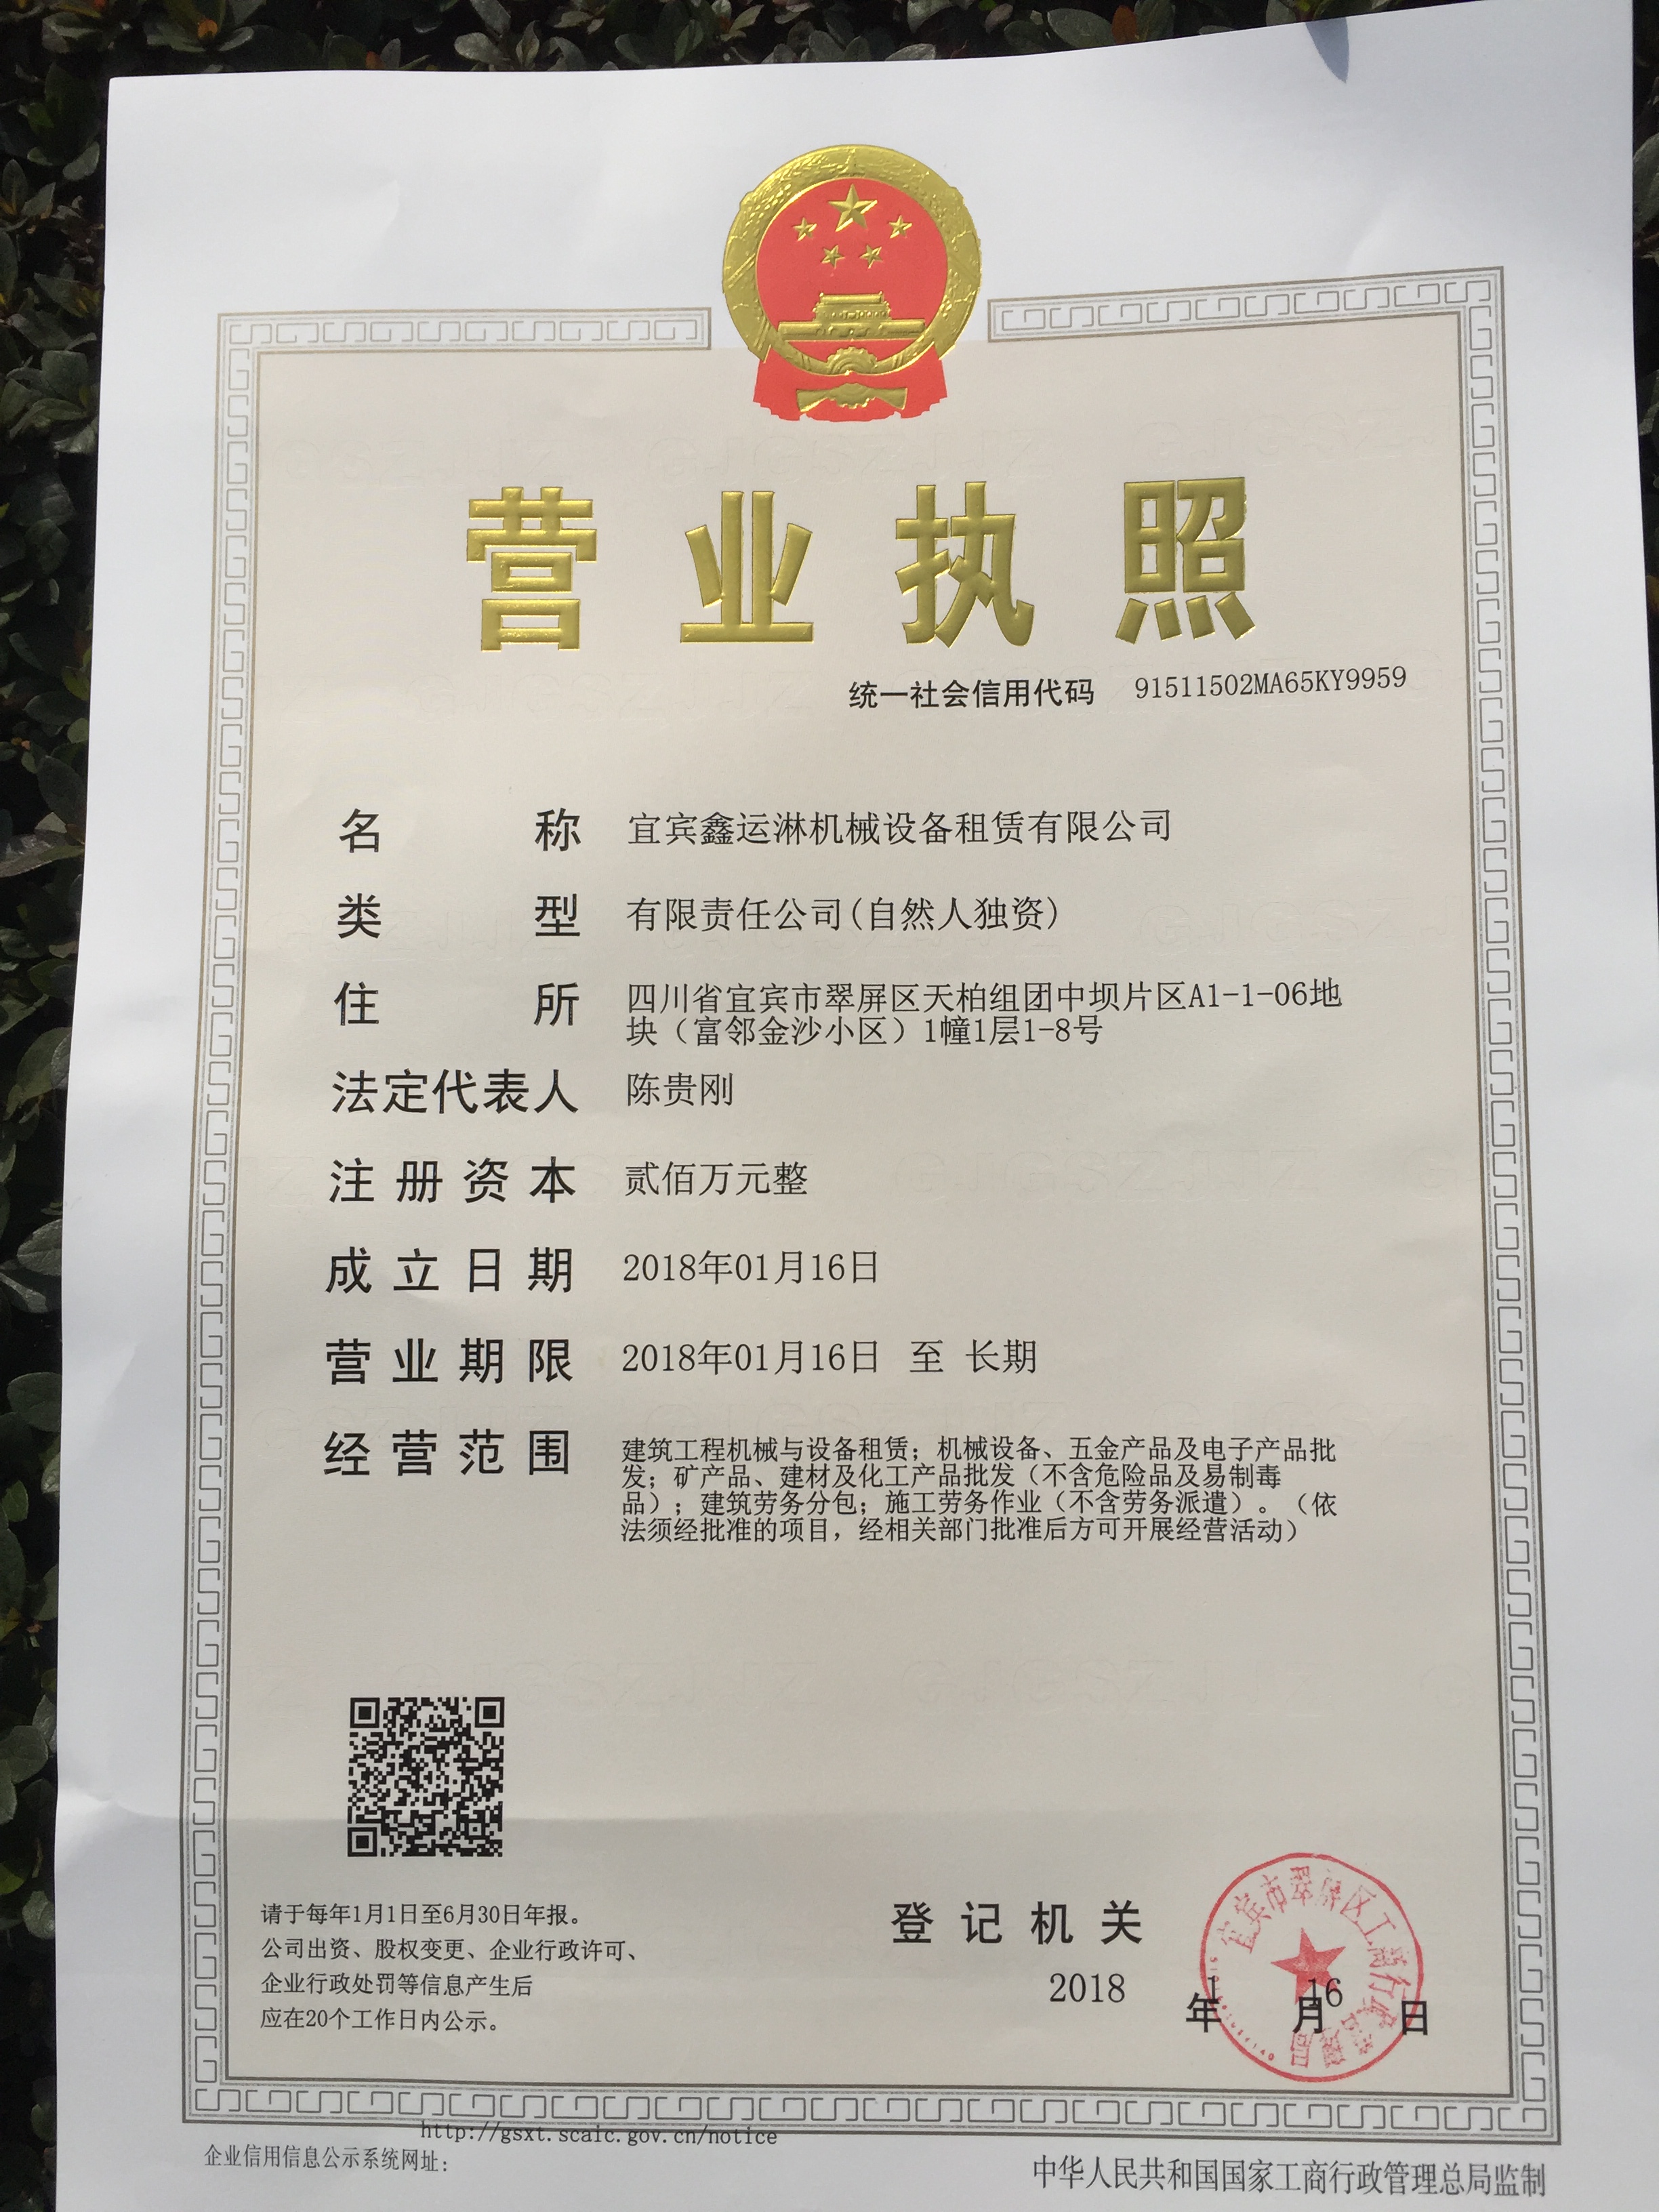 营业执照
统一社会信用代码 91511502MA65KY9959
名称 宜宾鑫运淋机械设备租赁有限公司
类型 有限责任公司(自然人独资)
住所 四川省宜宾市翠屏区天柏组团中坝片区A1-1-06地
块（富邻金沙小区）1幢1层1-8号
法定代表人 陈贵刚
注册资本 贰佰万元整
成立日期 2018年01月16日
营业期限 2018年01月16日 至 长期
经营范围 建筑工程机械与设备租赁；机械设备、五金产品及电子产品批
发；矿产品、建材及化工产品批发（不含危险品及易制毒
品）；建筑劳务分包；施工劳务作业（不含劳务派遣）。（依
法须经批准的项目，经相关部门批准后方可开展经营活动）
请于每年1月1日至6月30日年报。
公司出资、股权变更、企业行政许可、
企业行政处罚等信息产生后
应在20个工作日内公示。
登记机关
宜宾市翠屏区工商行政管理局
2018年1月16日
http://gsxt.scaic.gov.cn/notice
企业信用信息公示系统网址：
中华人民共和国国家工商行政管理总局监制